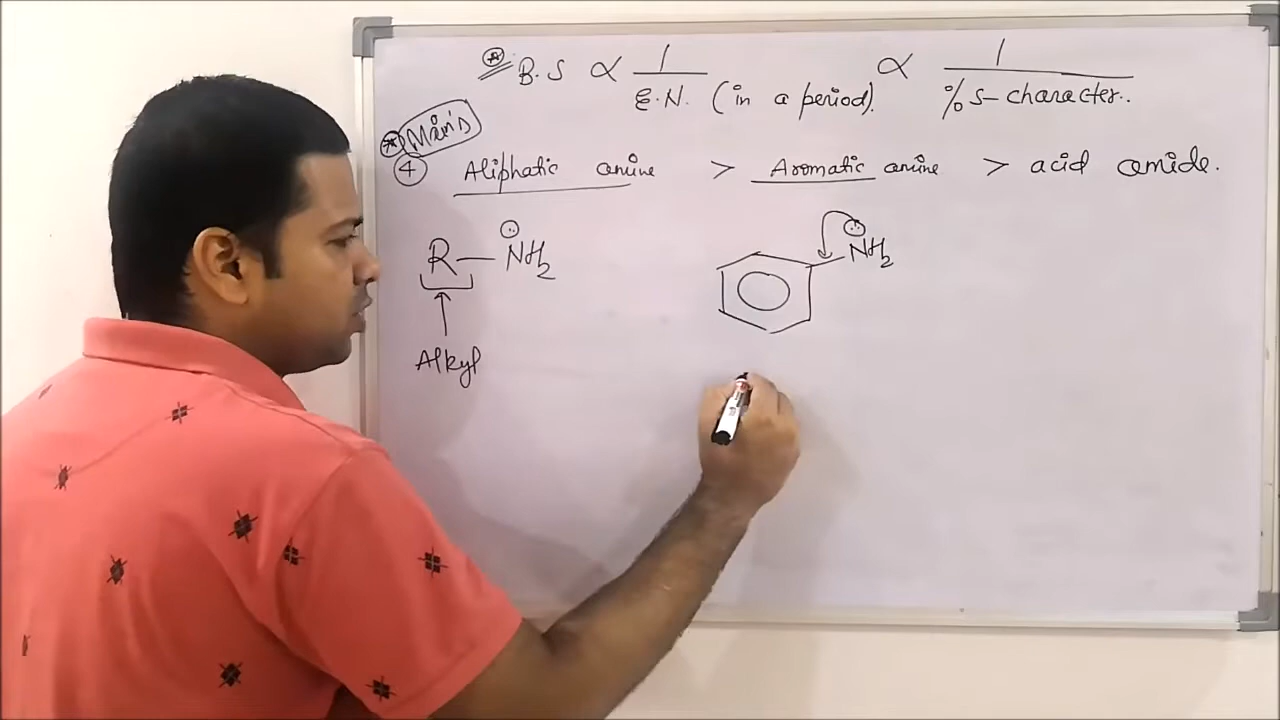 B.S ∝ 1/E.N. (in a period). ∝ 1/% s-character..
Main's
4 Aliphatic amine > Aromatic amine > acid amide.
R—NH2
NH2
Alkyl